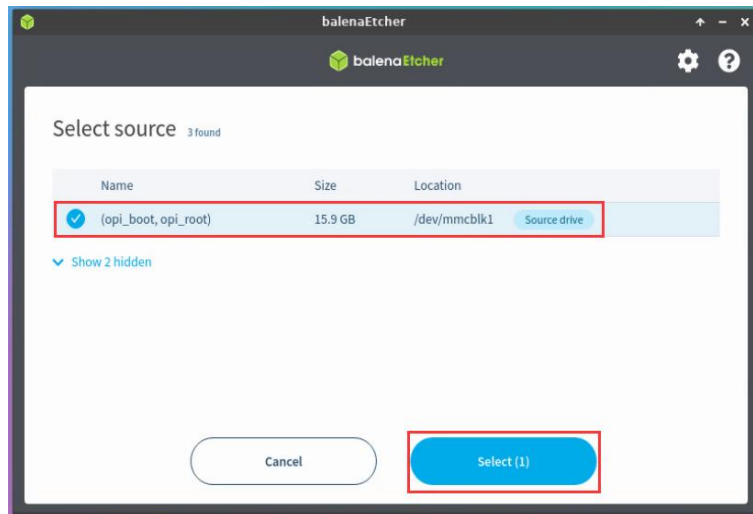 balenaEtcher
balenaEtcher
Select source 3 found
Name Size Location
(opi_boot, opi_root) 15.9 GB /dev/mmcblk1 Source drive
Show 2 hidden
Cancel Select (1)